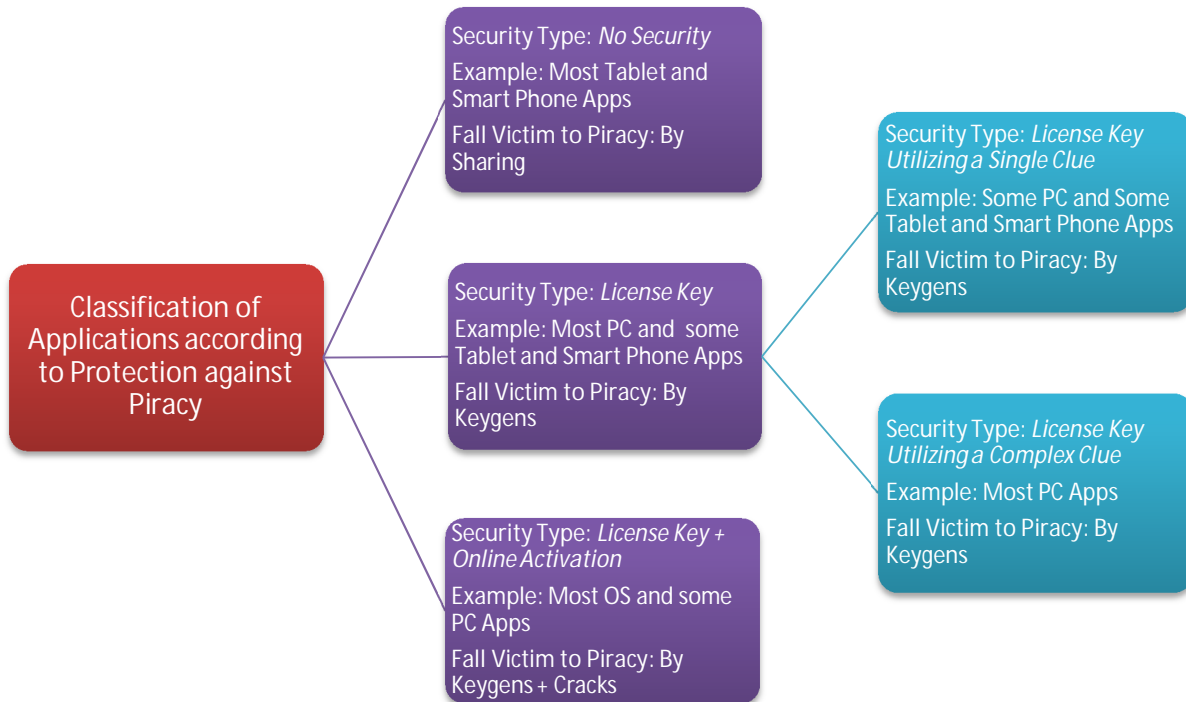 Classification of
Applications according
to Protection against
Piracy
Security Type: No Security
Example: Most Tablet and
Smart Phone Apps
Fall Victim to Piracy: By
Sharing
Security Type: License Key
Example: Most PC and some
Tablet and Smart Phone Apps
Fall Victim to Piracy: By
Keygens
Security Type: License Key +
Online Activation
Example: Most OS and some
PC Apps
Fall Victim to Piracy: By
Keygens + Cracks
Security Type: License Key
Utilizing a Single Clue
Example: Some PC and Some
Tablet and Smart Phone Apps
Fall Victim to Piracy: By
Keygens
Security Type: License Key
Utilizing a Complex Clue
Example: Most PC Apps
Fall Victim to Piracy: By
Keygens